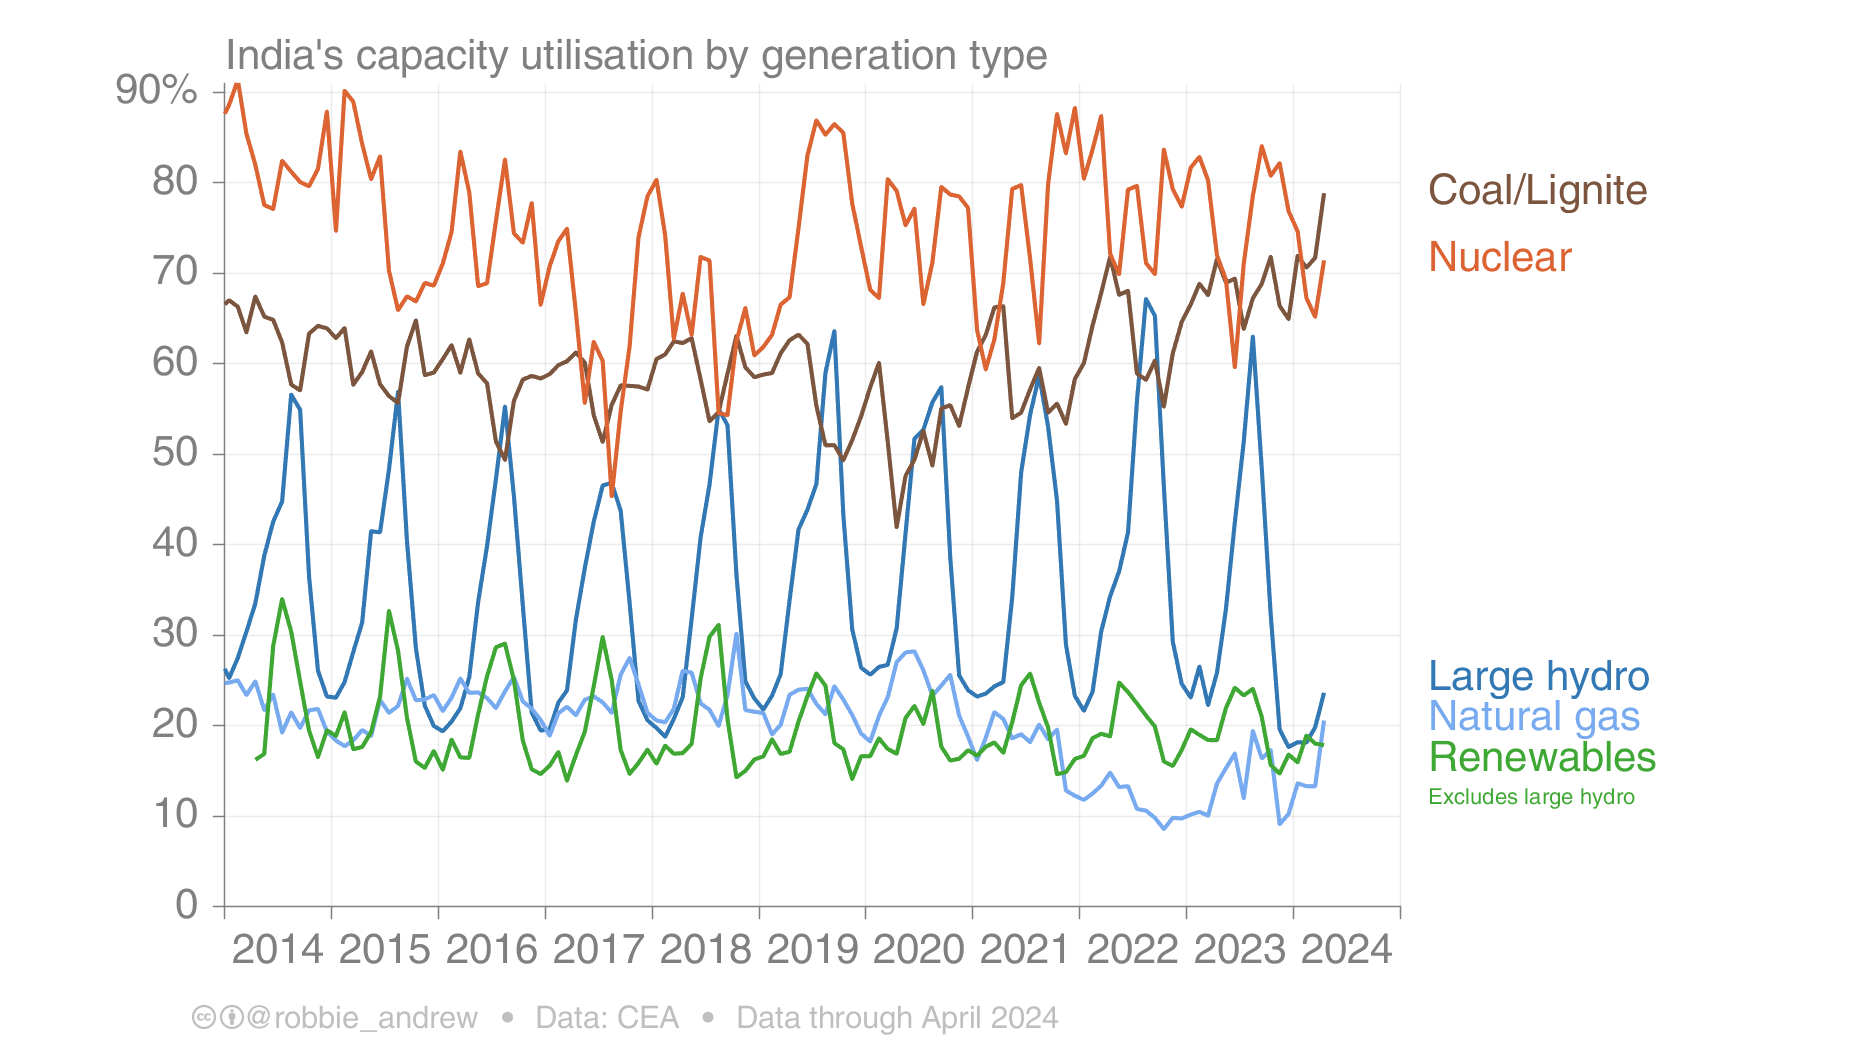 India's capacity utilisation by generation type
90%
80
70
60
50
40
30
20
10
0
2014 2015 2016 2017 2018 2019 2020 2021 2022 2023 2024
Coal/Lignite
Nuclear
Large hydro
Natural gas
Renewables
Excludes large hydro
cc @robbie_andrew • Data: CEA • Data through April 2024